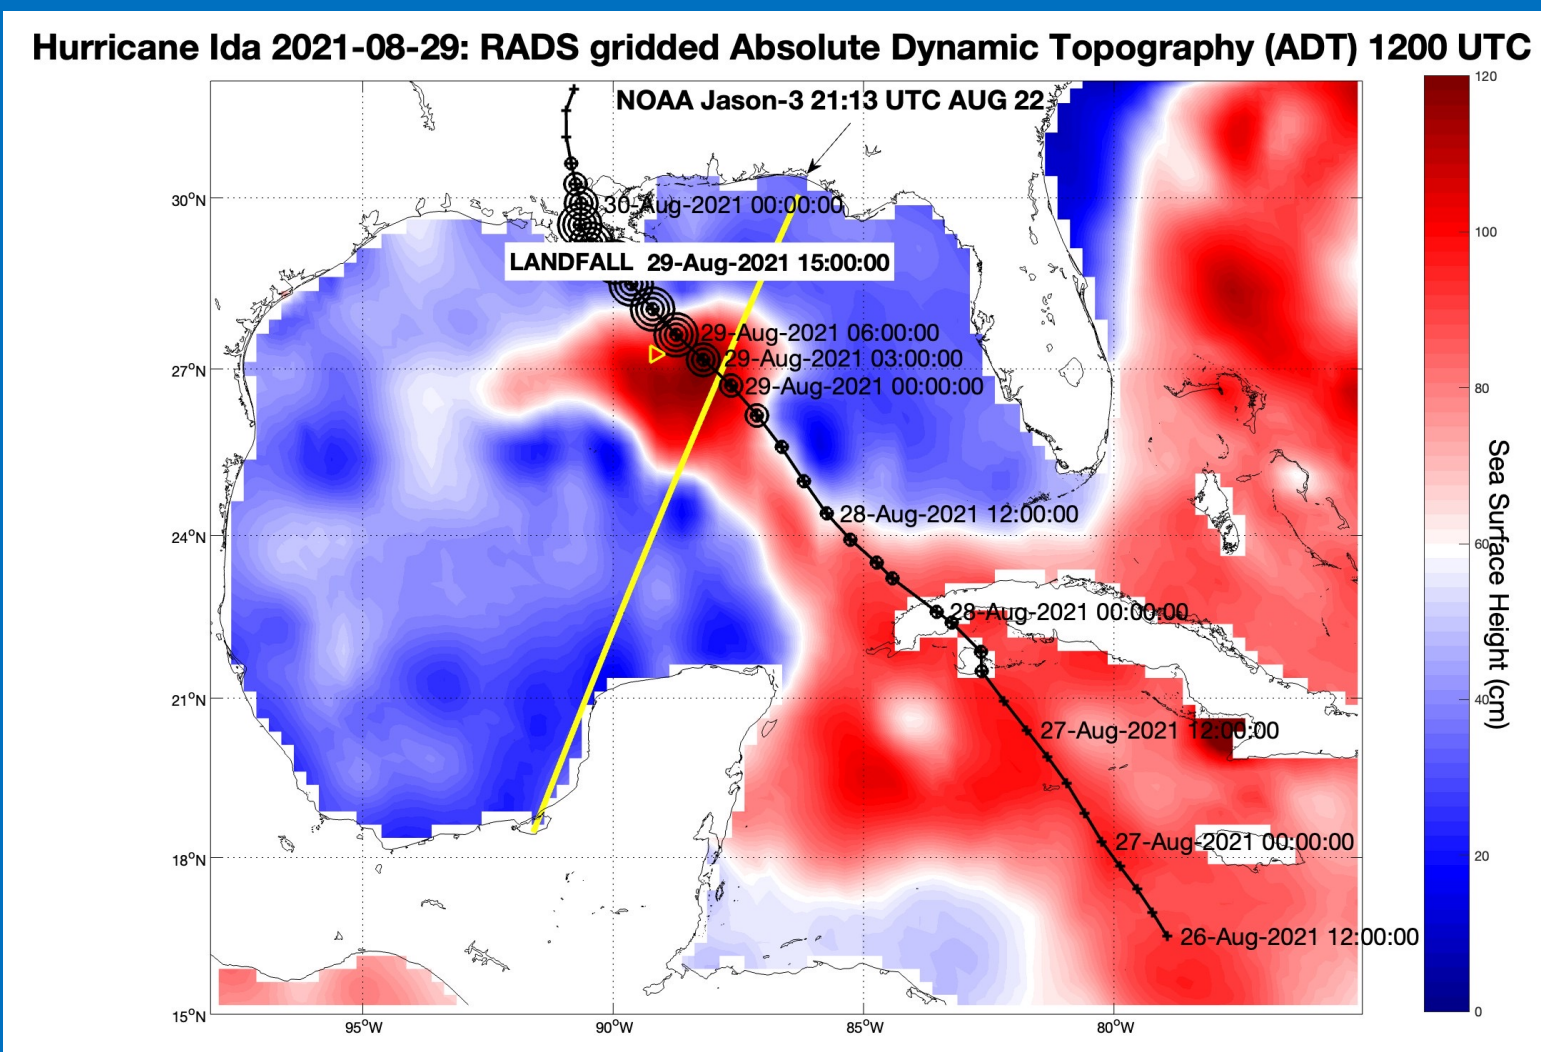 Hurricane Ida 2021-08-29: RADS gridded Absolute Dynamic Topography (ADT) 1200 UTC
NOAA Jason-3 21:13 UTC AUG 22
30-Aug-2021 00:00:00
LANDFALL 29-Aug-2021 15:00:00
29-Aug-2021 06:00:00
29-Aug-2021 03:00:00
29-Aug-2021 00:00:00
28-Aug-2021 12:00:00
28-Aug-2021 00:00:00
27-Aug-2021 12:00:00
27-Aug-2021 00:00:00
26-Aug-2021 12:00:00
30°N
27°N
24°N
21°N
18°N
15°N
95°W
90°W
85°W
80°W
120
100
80
60
40
20
0
Sea Surface Height (cm)